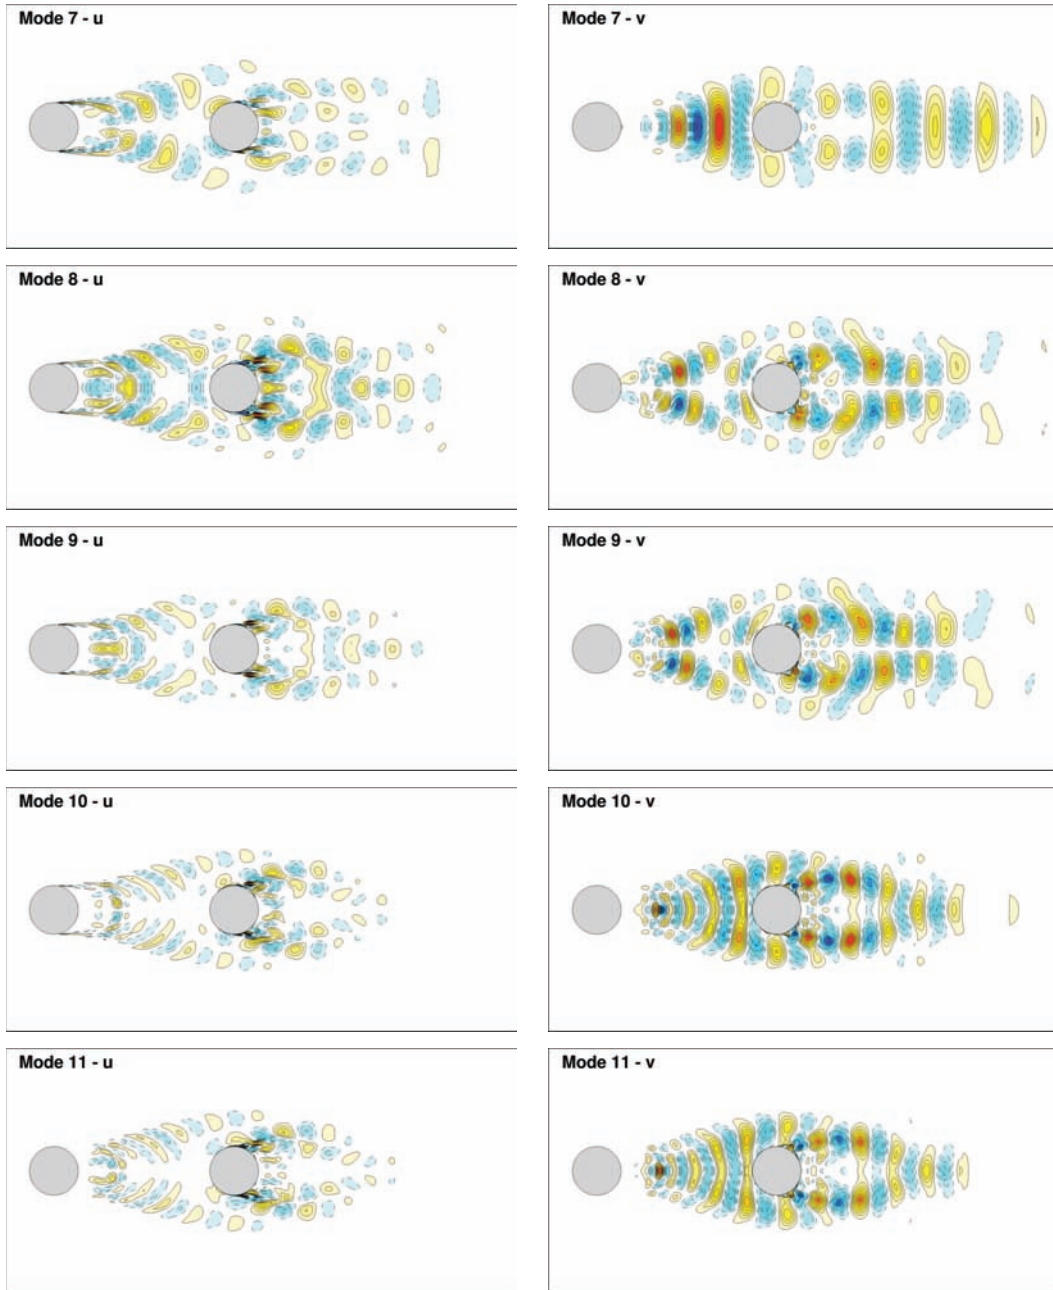 Mode 7 - u
Mode 7 - v
Mode 8 - u
Mode 8 - v
Mode 9 - u
Mode 9 - v
Mode 10 - u
Mode 10 - v
Mode 11 - u
Mode 11 - v